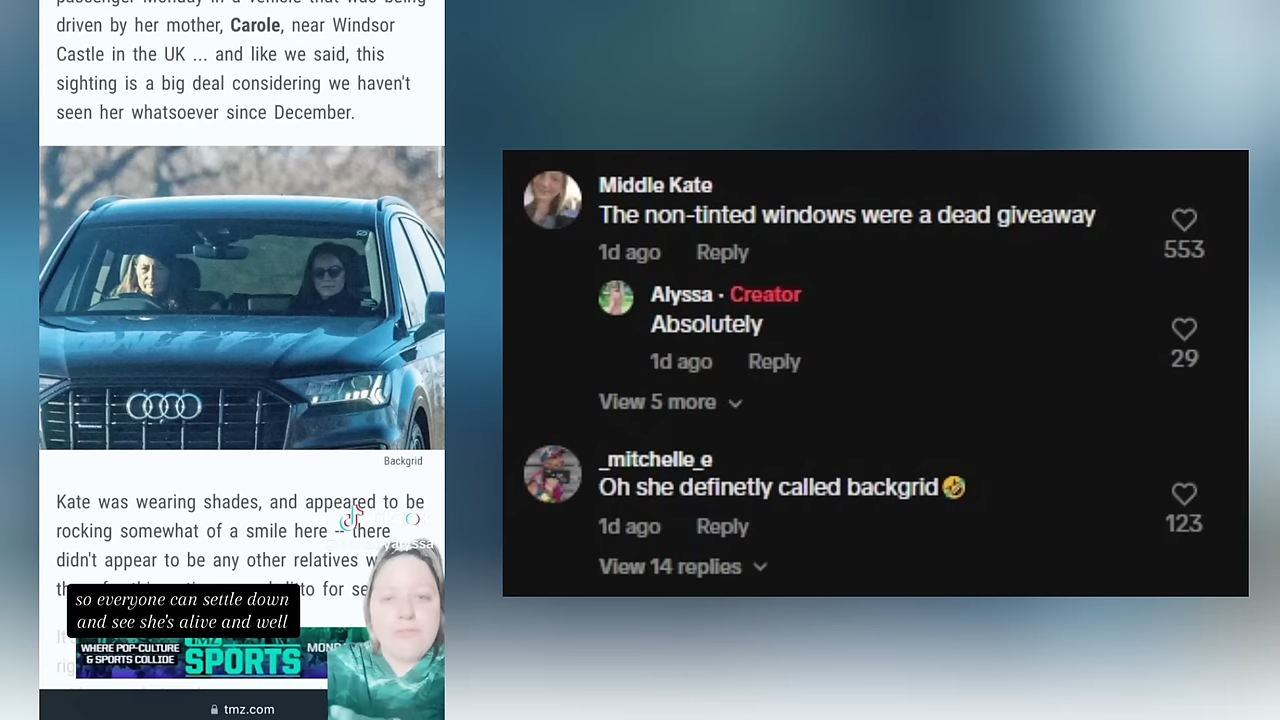 passenger Monday in a vehicle that was being
driven by her mother, Carole, near Windsor
Castle in the UK ... and like we said, this
sighting is a big deal considering we haven't
seen her whatsoever since December.
Backgrid
Kate was wearing shades, and appeared to be
rocking somewhat of a smile here -- there
didn't appear to be any other relatives
so everyone can settle down
and see she's alive and well
WHERE POP-CULTURE
& SPORTS COLLIDE
TMZ
SPORTS
tmz.com
Middle Kate
The non-tinted windows were a dead giveaway
1d ago Reply
553
Alyssa · Creator
Absolutely
1d ago Reply
29
View 5 more
_mitchelle_e
Oh she definetly called backgrid🤣
1d ago Reply
123
View 14 replies